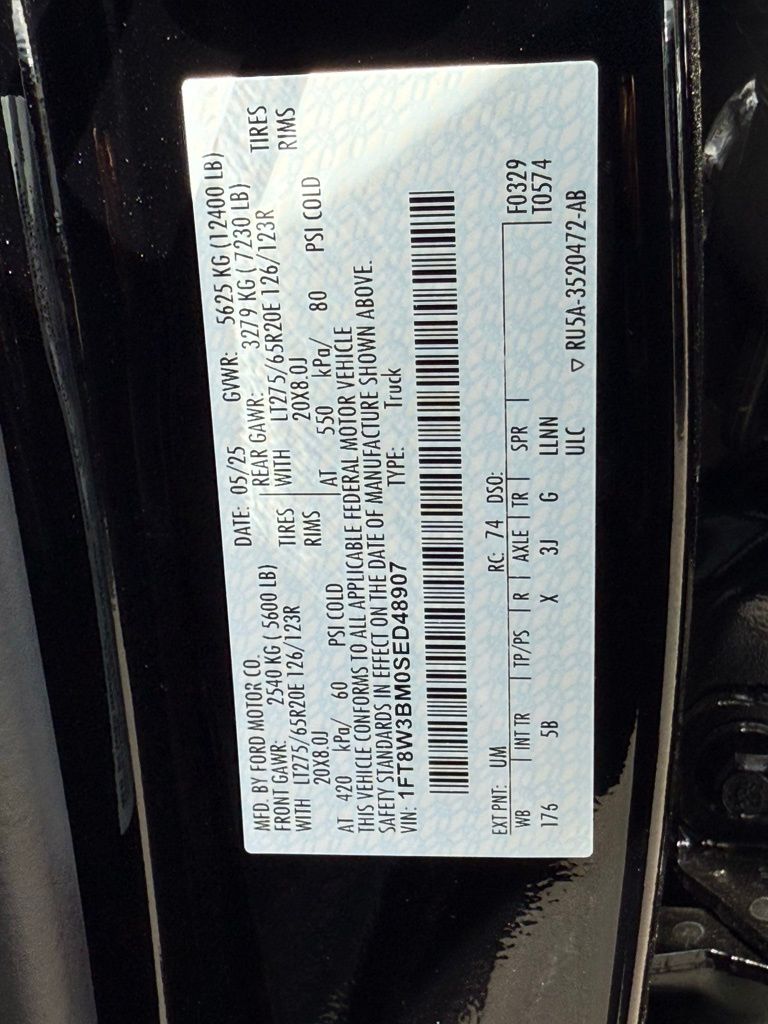 MFD. BY FORD MOTOR CO. DATE: 05/25 GVWR: 5625 KG (12400 LB)
FRONT GAWR: 2540 KG ( 5600 LB) REAR GAWR: 3279 KG ( 7230 LB)
WITH LT275/65R20E 126/123R TIRES WITH LT275/65R20E 126/123R TIRES
20X8.0J RIMS 20X8.0J RIMS
AT 420 kPa/ 60 PSI COLD AT 550 kPa/ 80 PSI COLD
THIS VEHICLE CONFORMS TO ALL APPLICABLE FEDERAL MOTOR VEHICLE
SAFETY STANDARDS IN EFFECT ON THE DATE OF MANUFACTURE SHOWN ABOVE.
VIN: 1FT8W3BM0SED48907 TYPE: Truck
EXT PNT: UM RC: 74 DSO: F0329
WB INT TR TP/PS R AXLE TR SPR T0574
176 5B X 3J G LLNN
ULC ▽ RU5A-3520472-AB